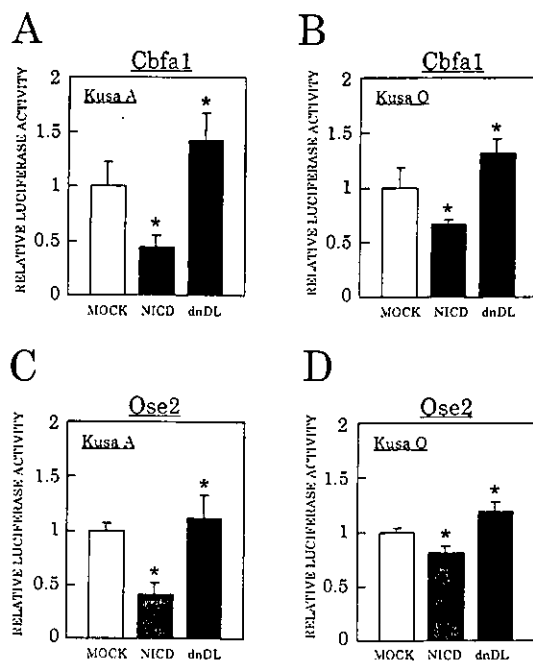 A
Cbfa1
Kusa A
RELATIVE LUCIFERASE ACTIVITY
2
1.5
1
0.5
0
*
*
MOCK NICD dnDL
B
Cbfa1
Kusa O
RELATIVE LUCIFERASE ACTIVITY
2
1.5
1
0.5
0
*
*
MOCK NICD dnDL
C
Ose2
Kusa A
RELATIVE LUCIFERASE ACTIVITY
2
1.5
1
0.5
0
*
*
MOCK NICD dnDL
D
Ose2
Kusa O
RELATIVE LUCIFERASE ACTIVITY
2
1.5
1
0.5
0
*
*
MOCK NICD dnDL